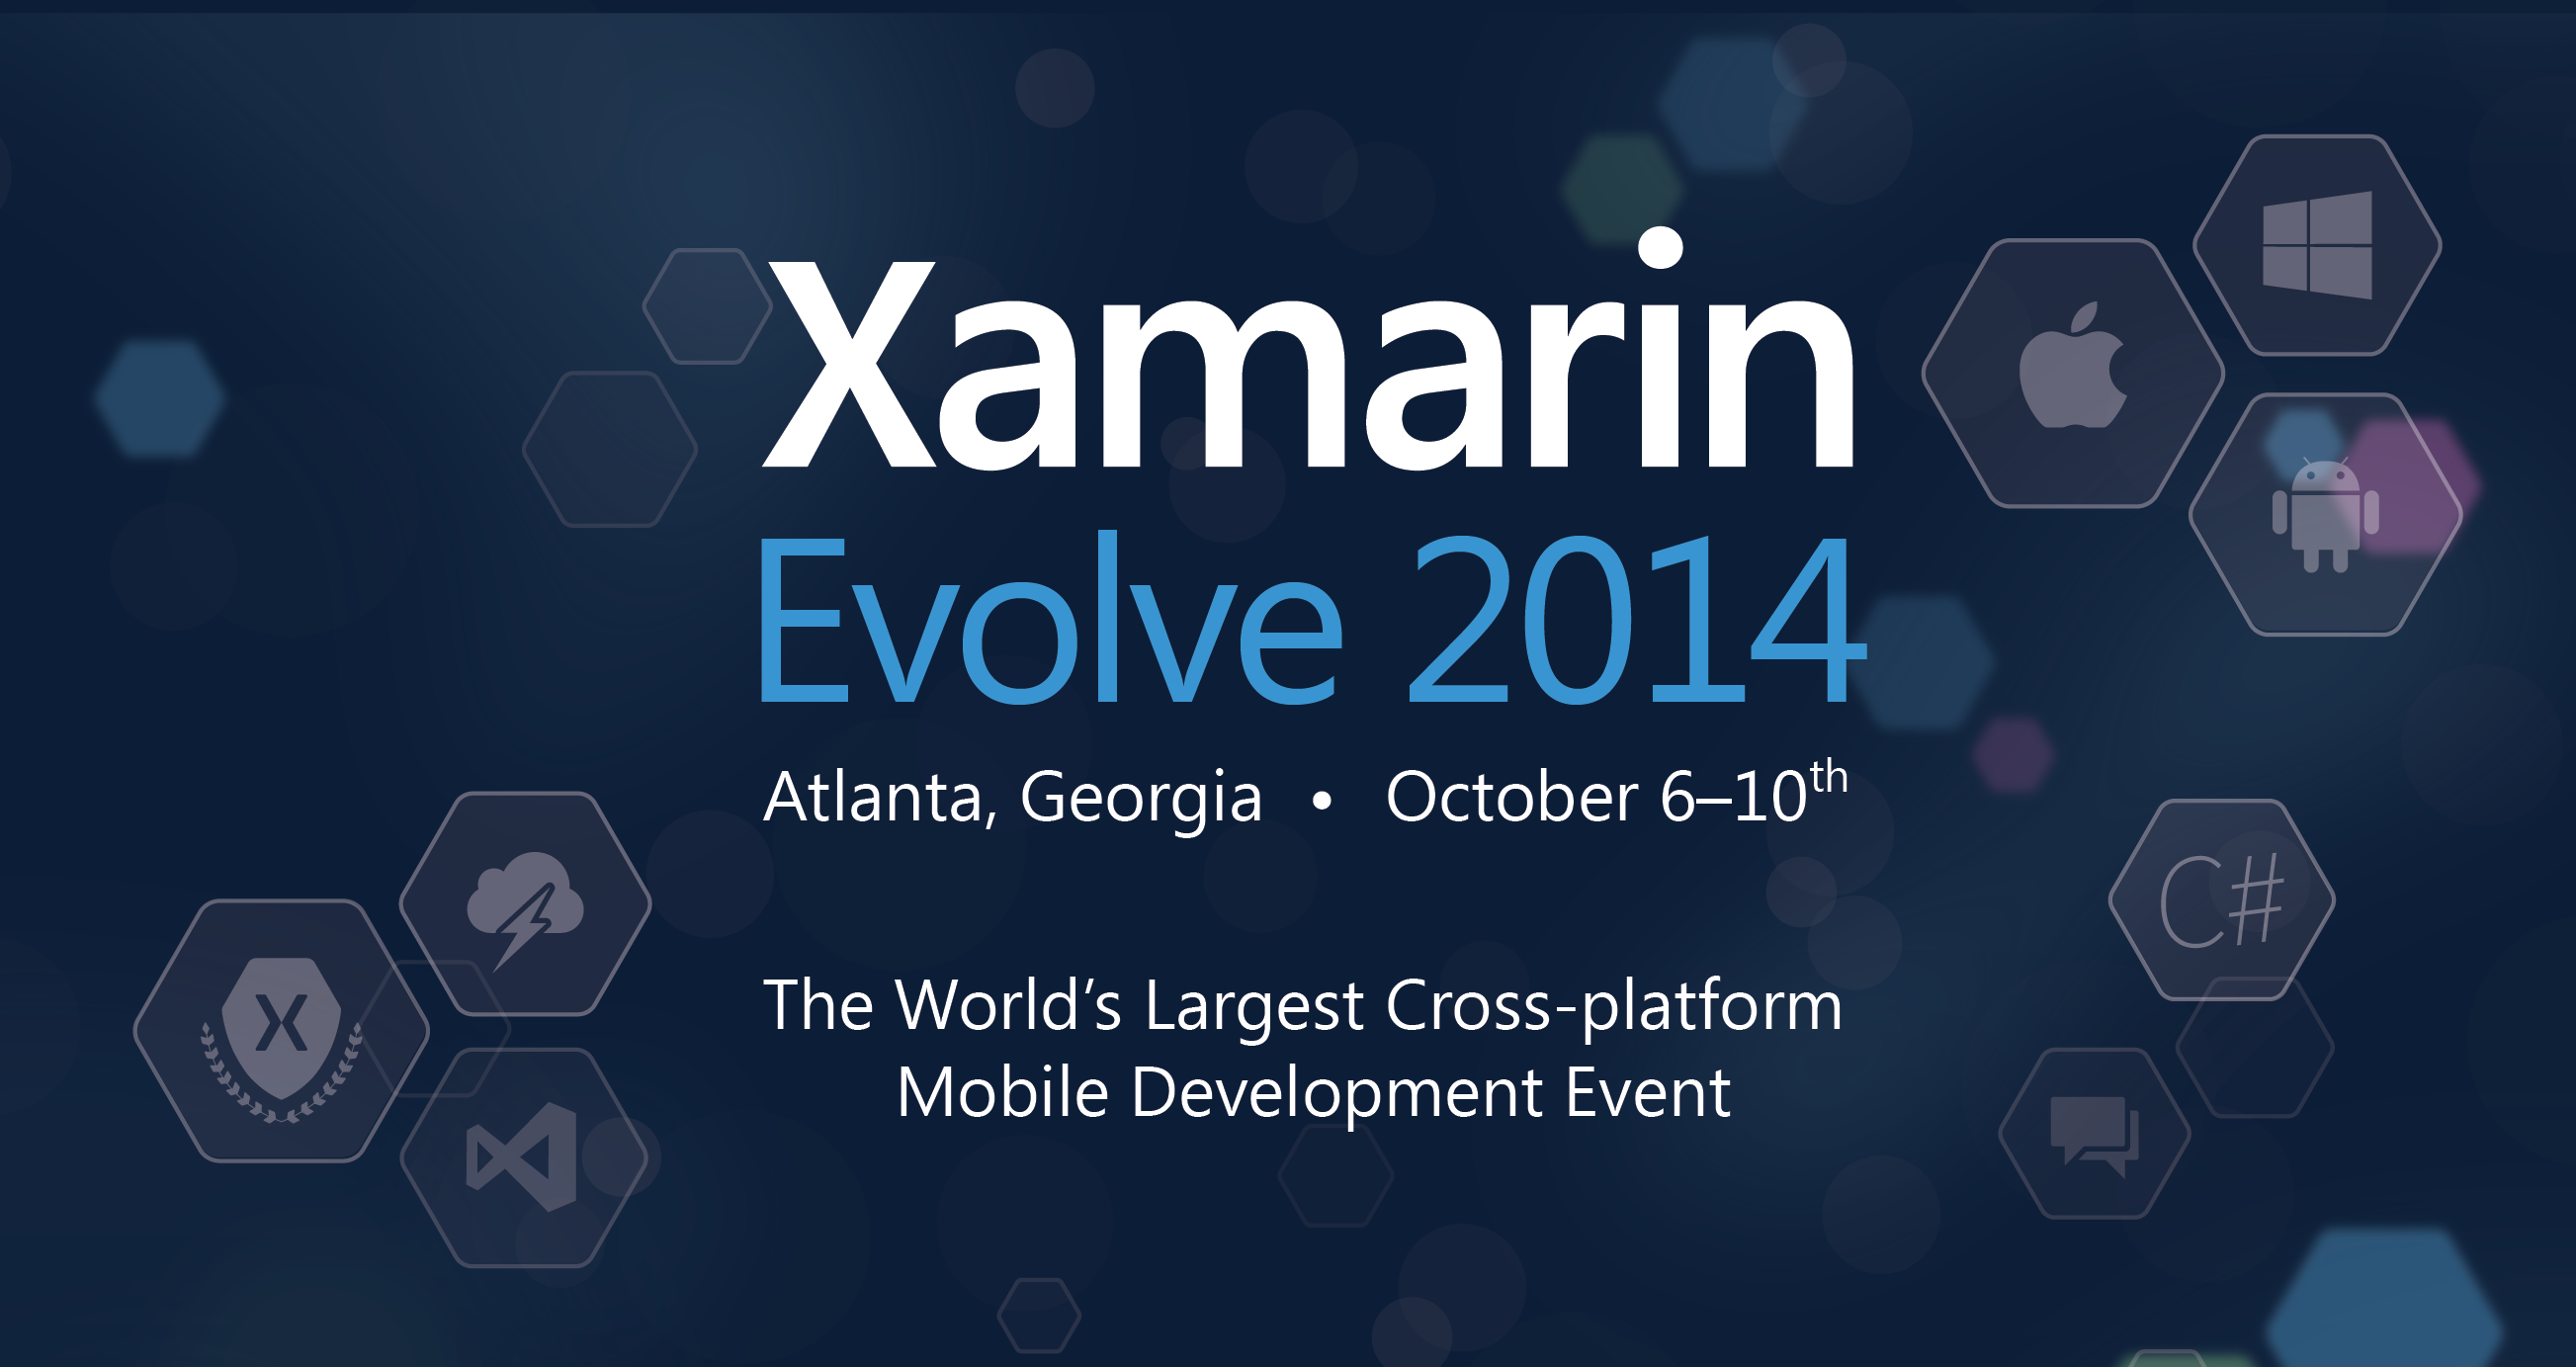 Xamarin
Evolve 2014
Atlanta, Georgia • October 6–10th
The World’s Largest Cross-platform
Mobile Development Event
C#
X